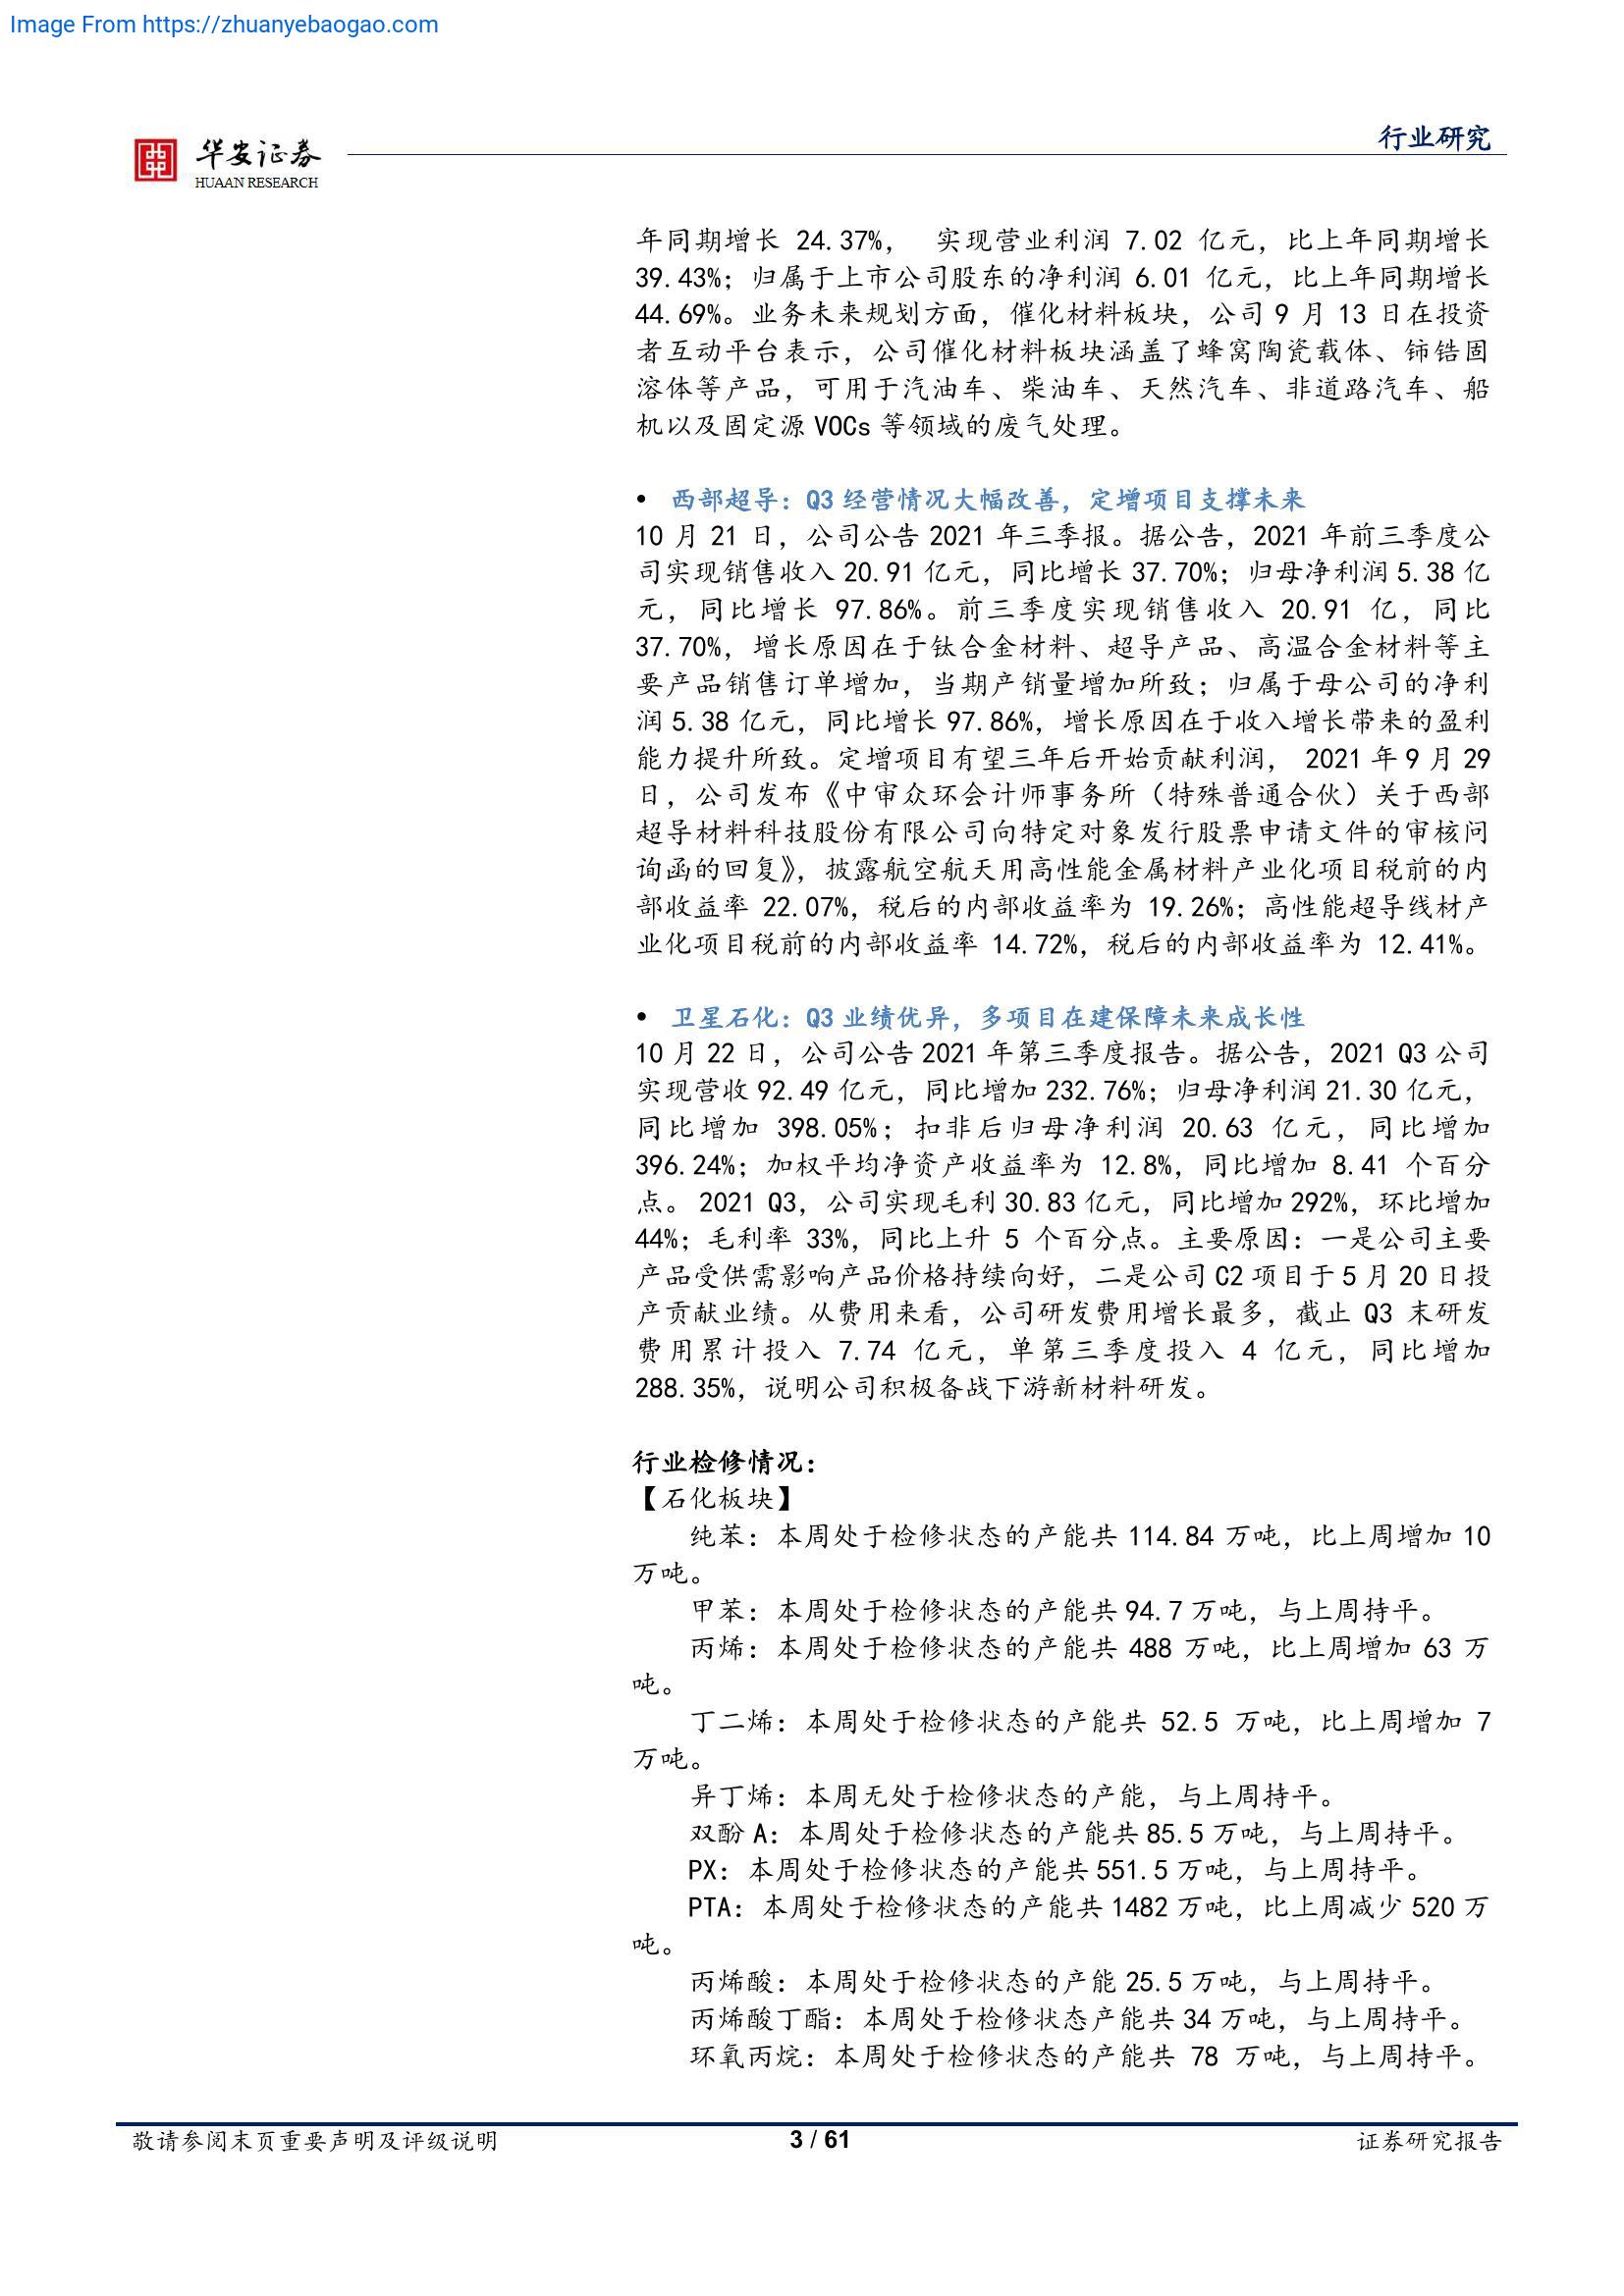 Image From https://zhuanyebaogao.com
华安证券
HUAAN RESEARCH
行业研究
年同期增长 24.37%， 实现营业利润 7.02 亿元，比上年同期增长
39.43%；归属于上市公司股东的净利润 6.01 亿元，比上年同期增长
44.69%。业务未来规划方面，催化材料板块，公司 9 月 13 日在投资
者互动平台表示，公司催化材料板块涵盖了蜂窝陶瓷载体、铈锆固
溶体等产品，可用于汽油车、柴油车、天然汽车、非道路汽车、船
机以及固定源 VOCs 等领域的废气处理。
• 西部超导：Q3 经营情况大幅改善，定增项目支撑未来
10 月 21 日，公司公告 2021 年三季报。据公告，2021 年前三季度公
司实现销售收入 20.91 亿元，同比增长 37.70%；归母净利润 5.38 亿
元，同比增长 97.86%。前三季度实现销售收入 20.91 亿，同比
37.70%，增长原因在于钛合金材料、超导产品、高温合金材料等主
要产品销售订单增加，当期产销量增加所致；归属于母公司的净利
润 5.38 亿元，同比增长 97.86%，增长原因在于收入增长带来的盈利
能力提升所致。定增项目有望三年后开始贡献利润， 2021 年 9 月 29
日，公司发布《中审众环会计师事务所（特殊普通合伙）关于西部
超导材料科技股份有限公司向特定对象发行股票申请文件的审核问
询函的回复》，披露航空航天用高性能金属材料产业化项目税前的内
部收益率 22.07%，税后的内部收益率为 19.26%；高性能超导线材产
业化项目税前的内部收益率 14.72%，税后的内部收益率为 12.41%。
• 卫星石化：Q3 业绩优异，多项目在建保障未来成长性
10 月 22 日，公司公告 2021 年第三季度报告。据公告，2021 Q3 公司
实现营收 92.49 亿元，同比增加 232.76%；归母净利润 21.30 亿元，
同比增加 398.05%；扣非后归母净利润 20.63 亿元，同比增加
396.24%；加权平均净资产收益率为 12.8%，同比增加 8.41 个百分
点。 2021 Q3，公司实现毛利 30.83 亿元，同比增加 292%，环比增加
44%；毛利率 33%，同比上升 5 个百分点。主要原因：一是公司主要
产品受供需影响产品价格持续向好，二是公司 C2 项目于 5 月 20 日投
产贡献业绩。从费用来看，公司研发费用增长最多，截止 Q3 末研发
费用累计投入 7.74 亿元，单第三季度投入 4 亿元，同比增加
288.35%，说明公司积极备战下游新材料研发。
行业检修情况：
【石化板块】
纯苯：本周处于检修状态的产能共 114.84 万吨，比上周增加 10
万吨。
甲苯：本周处于检修状态的产能共 94.7 万吨，与上周持平。
丙烯：本周处于检修状态的产能共 488 万吨，比上周增加 63 万
吨。
丁二烯：本周处于检修状态的产能共 52.5 万吨，比上周增加 7
万吨。
异丁烯：本周无处于检修状态的产能，与上周持平。
双酚 A：本周处于检修状态的产能共 85.5 万吨，与上周持平。
PX：本周处于检修状态的产能共 551.5 万吨，与上周持平。
PTA：本周处于检修状态的产能共 1482 万吨，比上周减少 520 万
吨。
丙烯酸：本周处于检修状态的产能 25.5 万吨，与上周持平。
丙烯酸丁酯：本周处于检修状态产能共 34 万吨，与上周持平。
环氧丙烷：本周处于检修状态的产能共 78 万吨，与上周持平。
敬请参阅末页重要声明及评级说明
3 / 61
证券研究报告